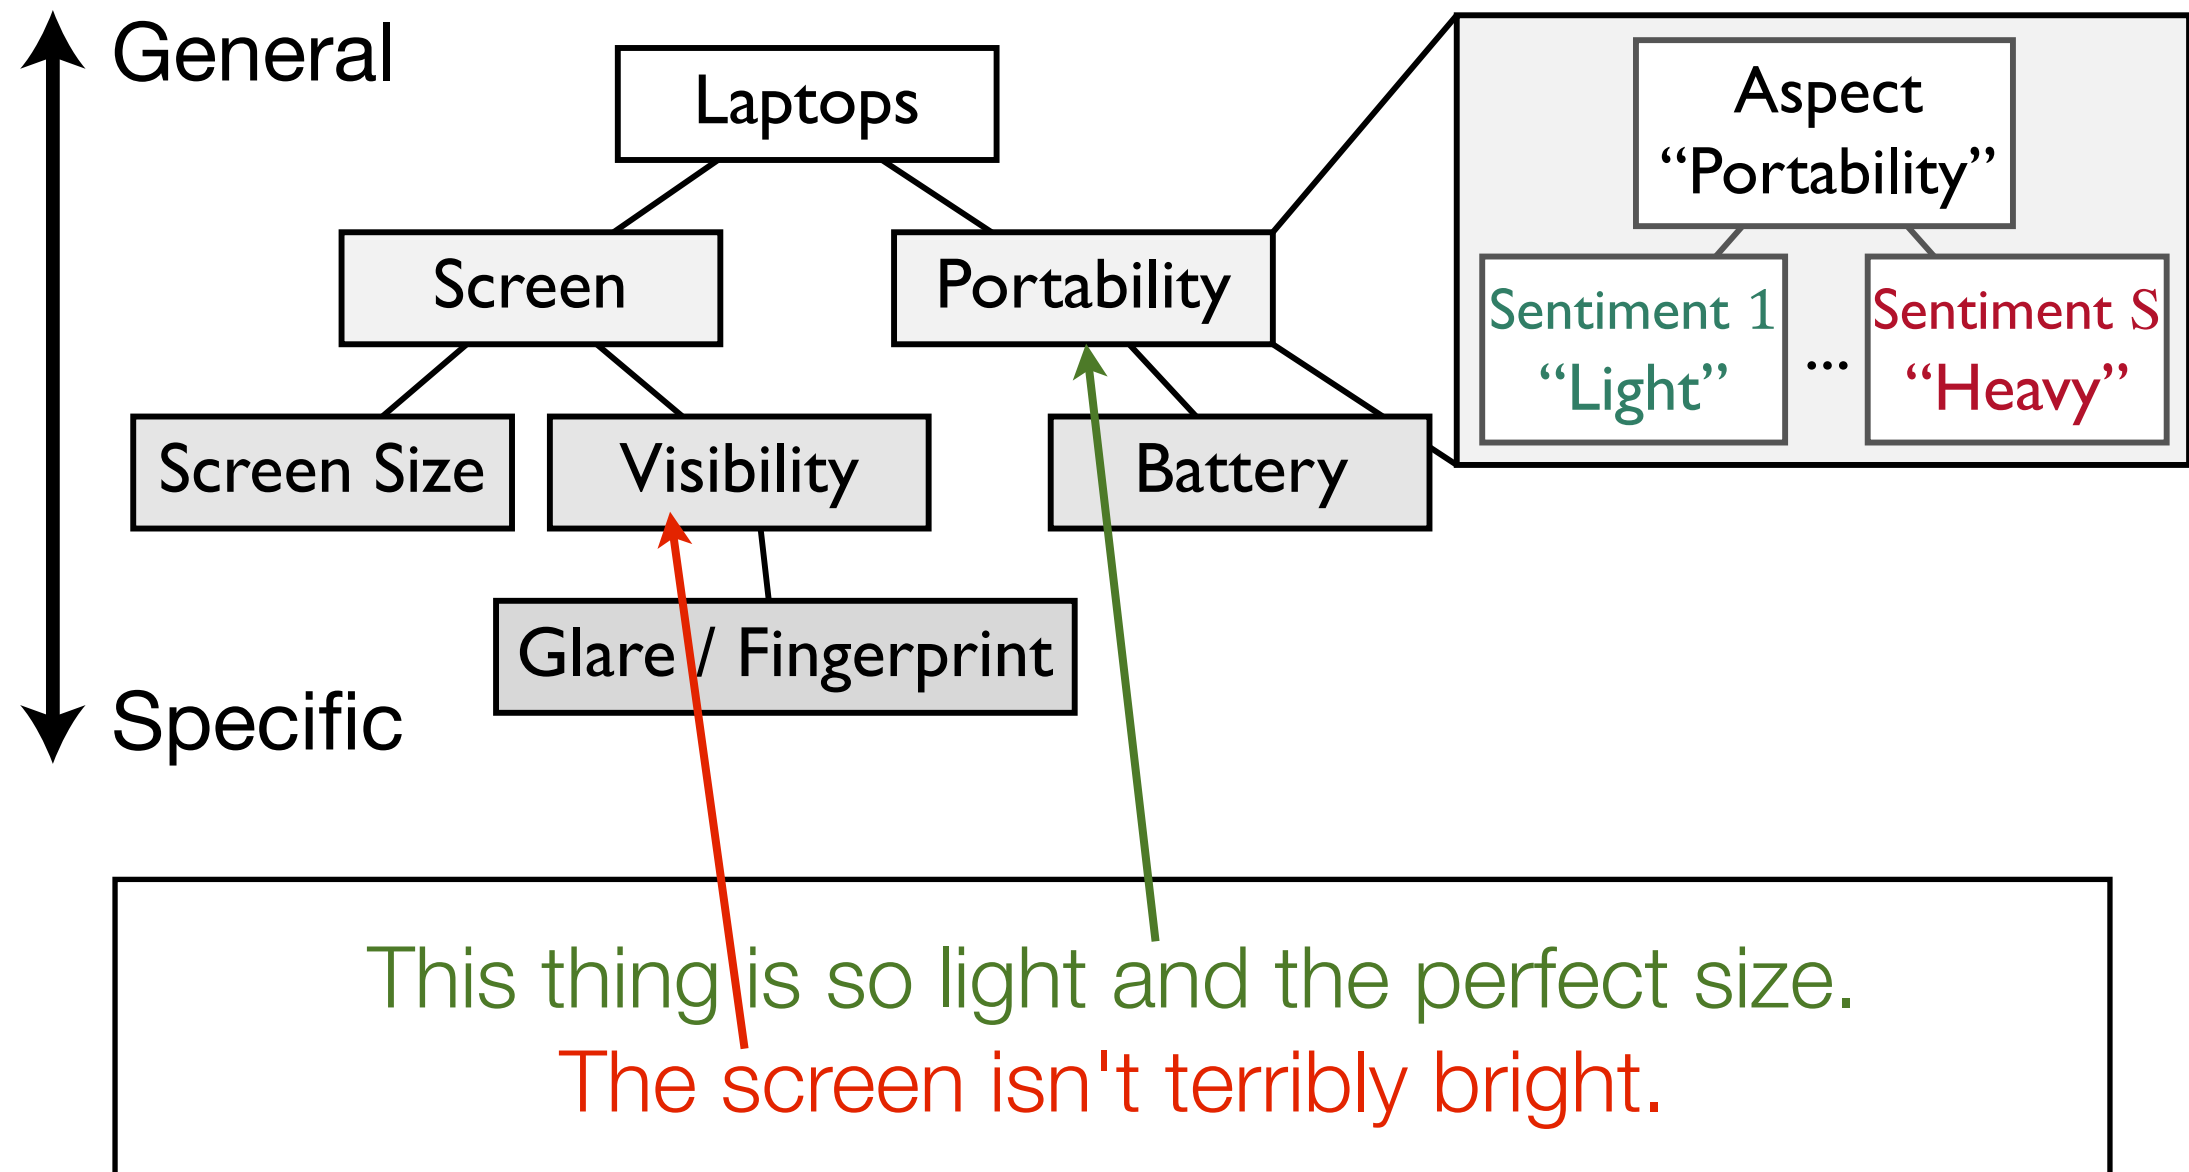 General
Laptops
Aspect
“Portability”
Screen
Portability
Sentiment 1
“Light”
...
Sentiment S
“Heavy”
Screen Size
Visibility
Battery
Glare / Fingerprint
Specific
This thing is so light and the perfect size.
The screen isn't terribly bright.